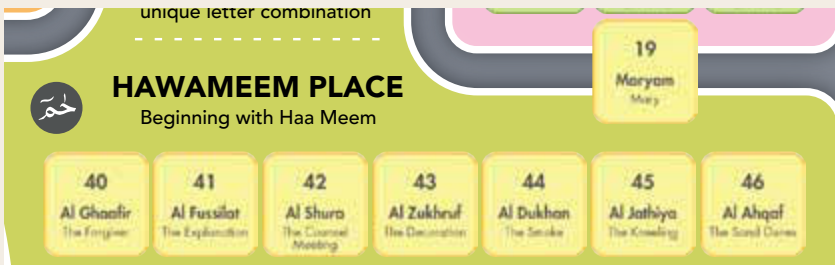 unique letter combination
19
Maryam
Mary
حم
HAWAMEEM PLACE
Beginning with Haa Meem
40
Al Ghaafir
The Forgiver
41
Al Fussilat
The Explanation
42
Al Shura
The Counsel
Meeting
43
Al Zukhruf
The Decoration
44
Al Dukhan
The Smoke
45
Al Jathiya
The Kneeling
46
Al Ahqaf
The Sand Dunes